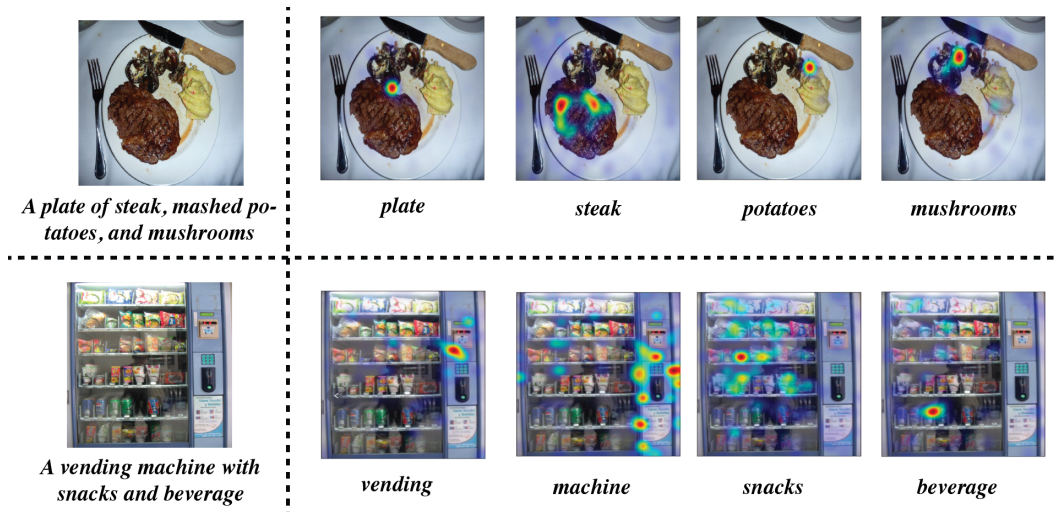 A plate of steak, mashed po-
tatoes, and mushrooms
plate
steak
potatoes
mushrooms
A vending machine with
snacks and beverage
vending
machine
snacks
beverage